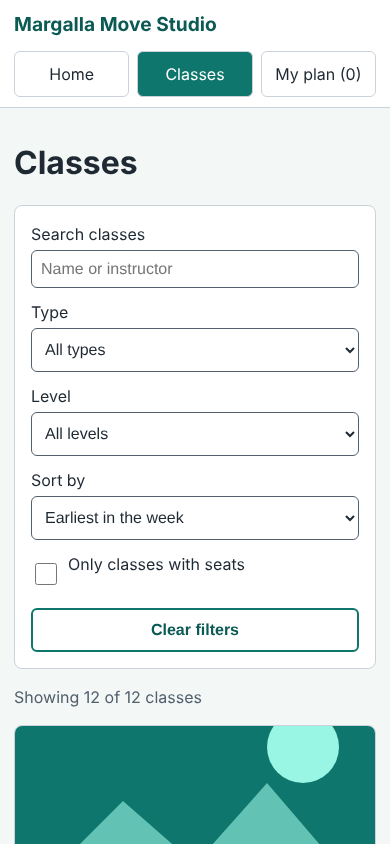 Margalla Move Studio
Home
Classes
My plan (0)
Classes
Search classes
Name or instructor
Type
All types
Level
All levels
Sort by
Earliest in the week
Only classes with seats
Clear filters
Showing 12 of 12 classes